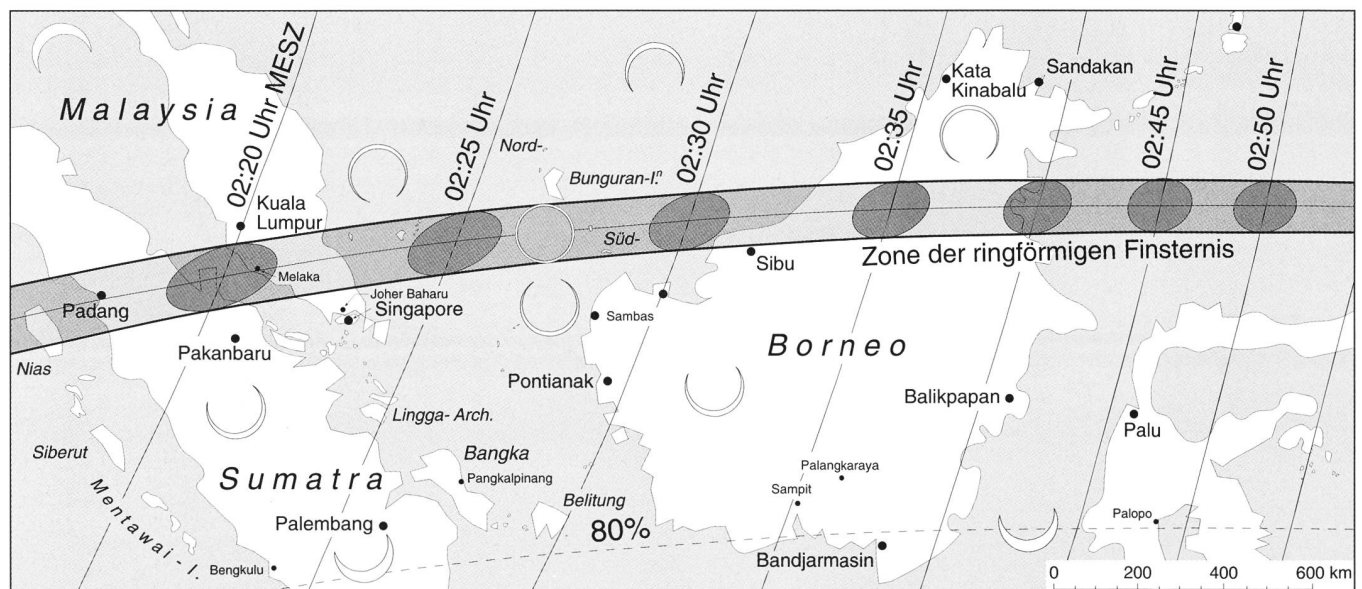 Malaysia
02:20 Uhr MESZ
02:25 Uhr
Nord-
Bunguran-I.ⁿ
Süd-
02:30 Uhr
02:35 Uhr
Kata
Kinabalu
Sandakan
02:45 Uhr
02:50 Uhr
Kuala
Lumpur
Melaka
Zone der ringförmigen Finsternis
Sibu
Padang
Joher Baharu
Singapore
Sambas
Nias
Pakanbaru
Borneo
Pontianak
Balikpapan
Lingga- Arch.
Palu
Siberut
Bangka
Pangkalpinang
Sumatra
Palangkaraya
Sampit
Mentawai - I.
Belitung
80%
Palembang
Palopo
Bengkulu
Bandjarmasin
0 200 240 400 600 km